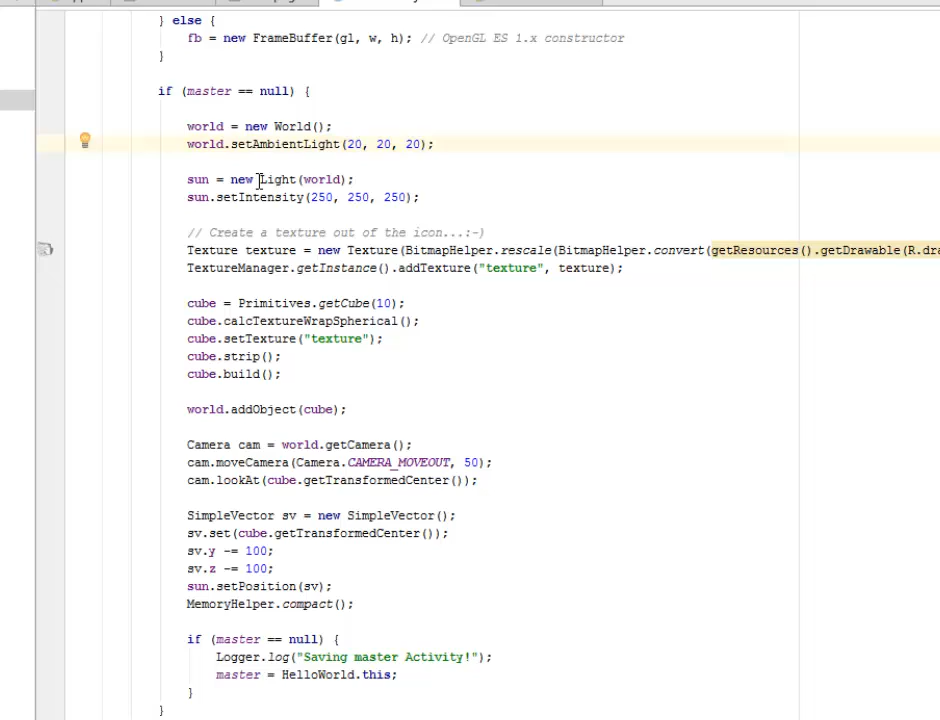 } else {
fb = new FrameBuffer(gl, w, h); // OpenGL ES 1.x constructor
}
if (master == null) {
world = new World();
world.setAmbientLight(20, 20, 20);
sun = new Light(world);
sun.setIntensity(250, 250, 250);
// Create a texture out of the icon...:-)
Texture texture = new Texture(BitmapHelper.rescale(BitmapHelper.convert(getResources().getDrawable(R.dra
TextureManager.getInstance().addTexture("texture", texture);
cube = Primitives.getCube(10);
cube.calcTextureWrapSpherical();
cube.setTexture("texture");
cube.strip();
cube.build();
world.addObject(cube);
Camera cam = world.getCamera();
cam.moveCamera(Camera.CAMERA_MOVEOUT, 50);
cam.lookAt(cube.getTransformedCenter());
SimpleVector sv = new SimpleVector();
sv.set(cube.getTransformedCenter());
sv.y -= 100;
sv.z -= 100;
sun.setPosition(sv);
MemoryHelper.compact();
if (master == null) {
Logger.log("Saving master Activity!");
master = HelloWorld.this;
}
}